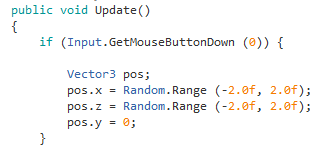 public void Update()
{
if (Input.GetMouseButtonDown (0)) {
Vector3 pos;
pos.x = Random.Range (-2.0f, 2.0f);
pos.z = Random.Range (-2.0f, 2.0f);
pos.y = 0;
}